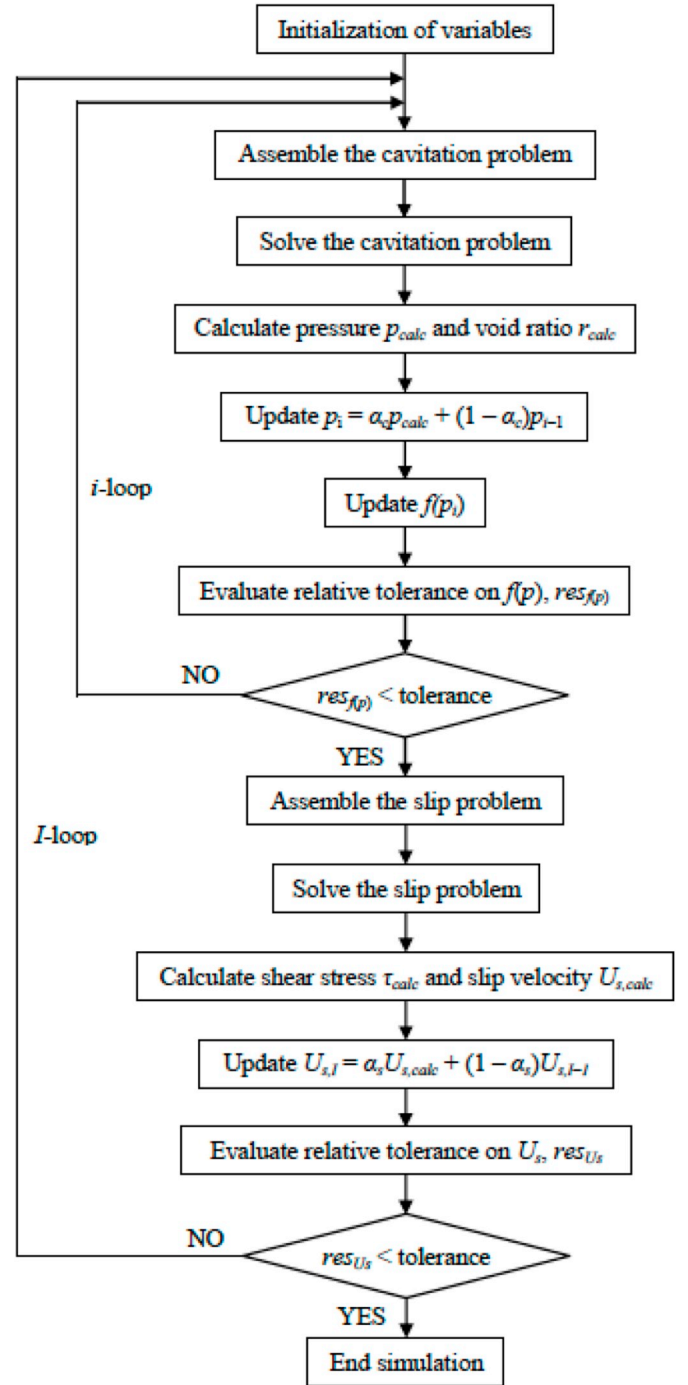 Initialization of variables
Assemble the cavitation problem
Solve the cavitation problem
Calculate pressure p_calc and void ratio r_calc
Update p_i = α_c p_calc + (1 − α_c)p_i−1
i-loop
Update f(p_i)
Evaluate relative tolerance on f(p), res_f(p)
NO
res_f(p) < tolerance
YES
Assemble the slip problem
I-loop
Solve the slip problem
Calculate shear stress τ_calc and slip velocity U_s,calc
Update U_s,I = α_s U_s,calc + (1 − α_s)U_s,I−I
Evaluate relative tolerance on U_s, res_Us
NO
res_Us < tolerance
YES
End simulation